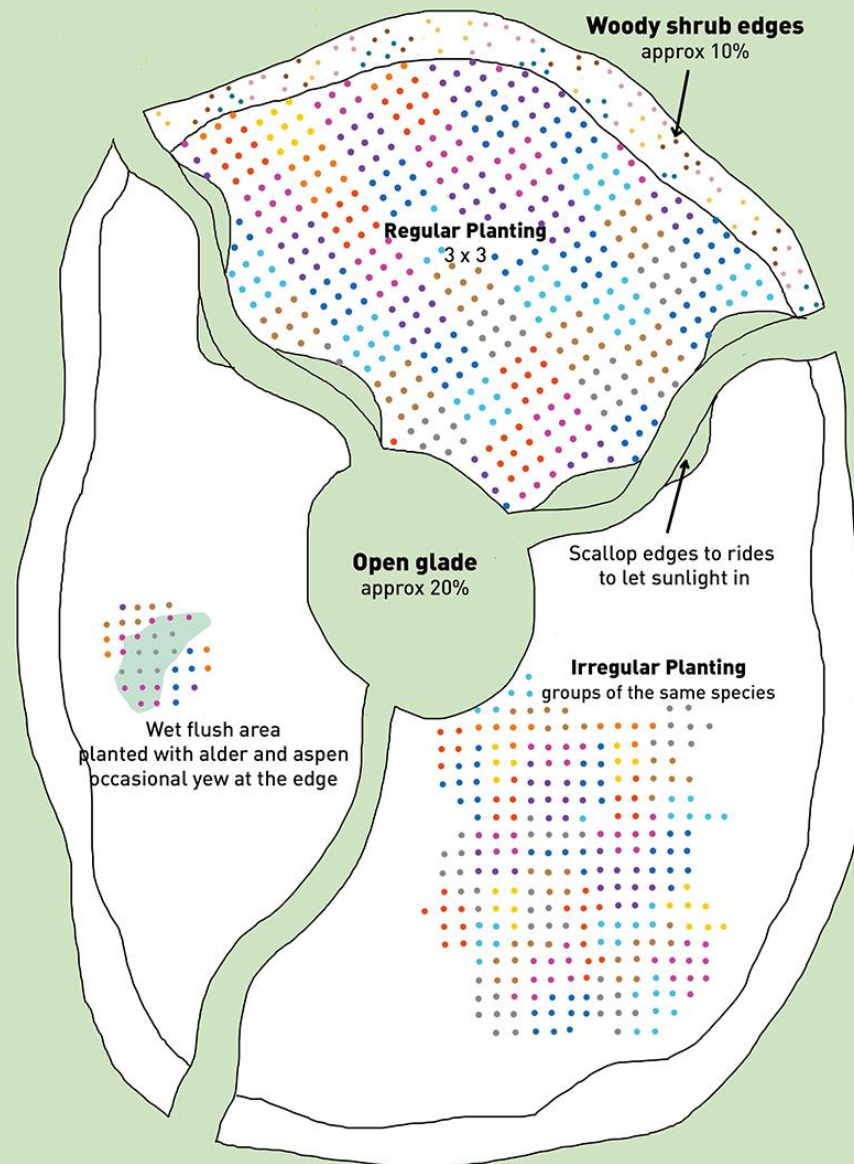 Woody shrub edges
approx 10%
Regular Planting
3 x 3
Open glade
approx 20%
Scallop edges to rides
to let sunlight in
Irregular Planting
groups of the same species
Wet flush area
planted with alder and aspen
occasional yew at the edge